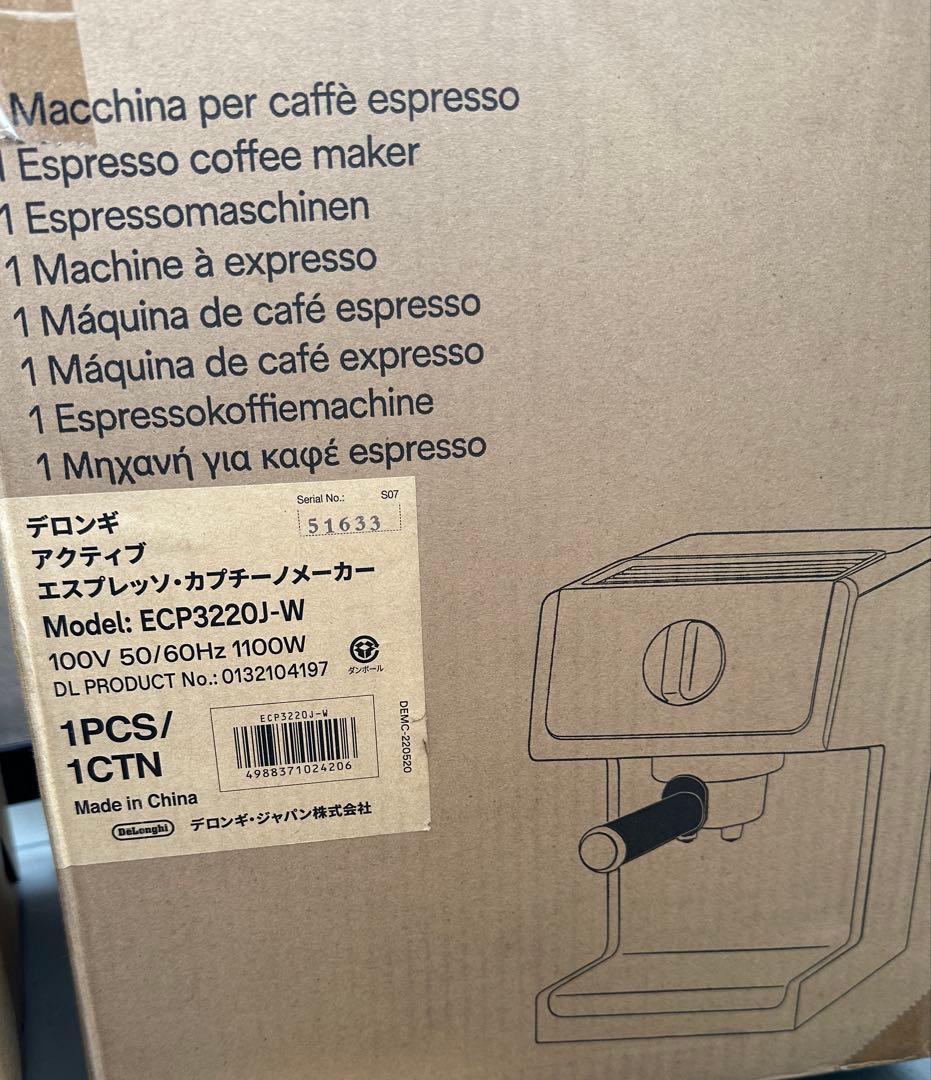 Macchina per caffè espresso
1 Espresso coffee maker
1 Espressomaschinen
1 Machine à expresso
1 Máquina de café espresso
1 Máquina de café expresso
1 Espressokoffiemachine
1 Μηχανή για καφέ espresso
Serial No.: S07
51633
デロンギ
アクティブ
エスプレッソ・カプチーノメーカー
Model: ECP3220J-W
100V 50/60Hz 1100W
DL PRODUCT No.: 0132104197
ダンボール
1PCS/
1CTN
ECP3220J-W
4988371024206
DEMC-220520
Made in China
DeLonghi デロンギ・ジャパン株式会社